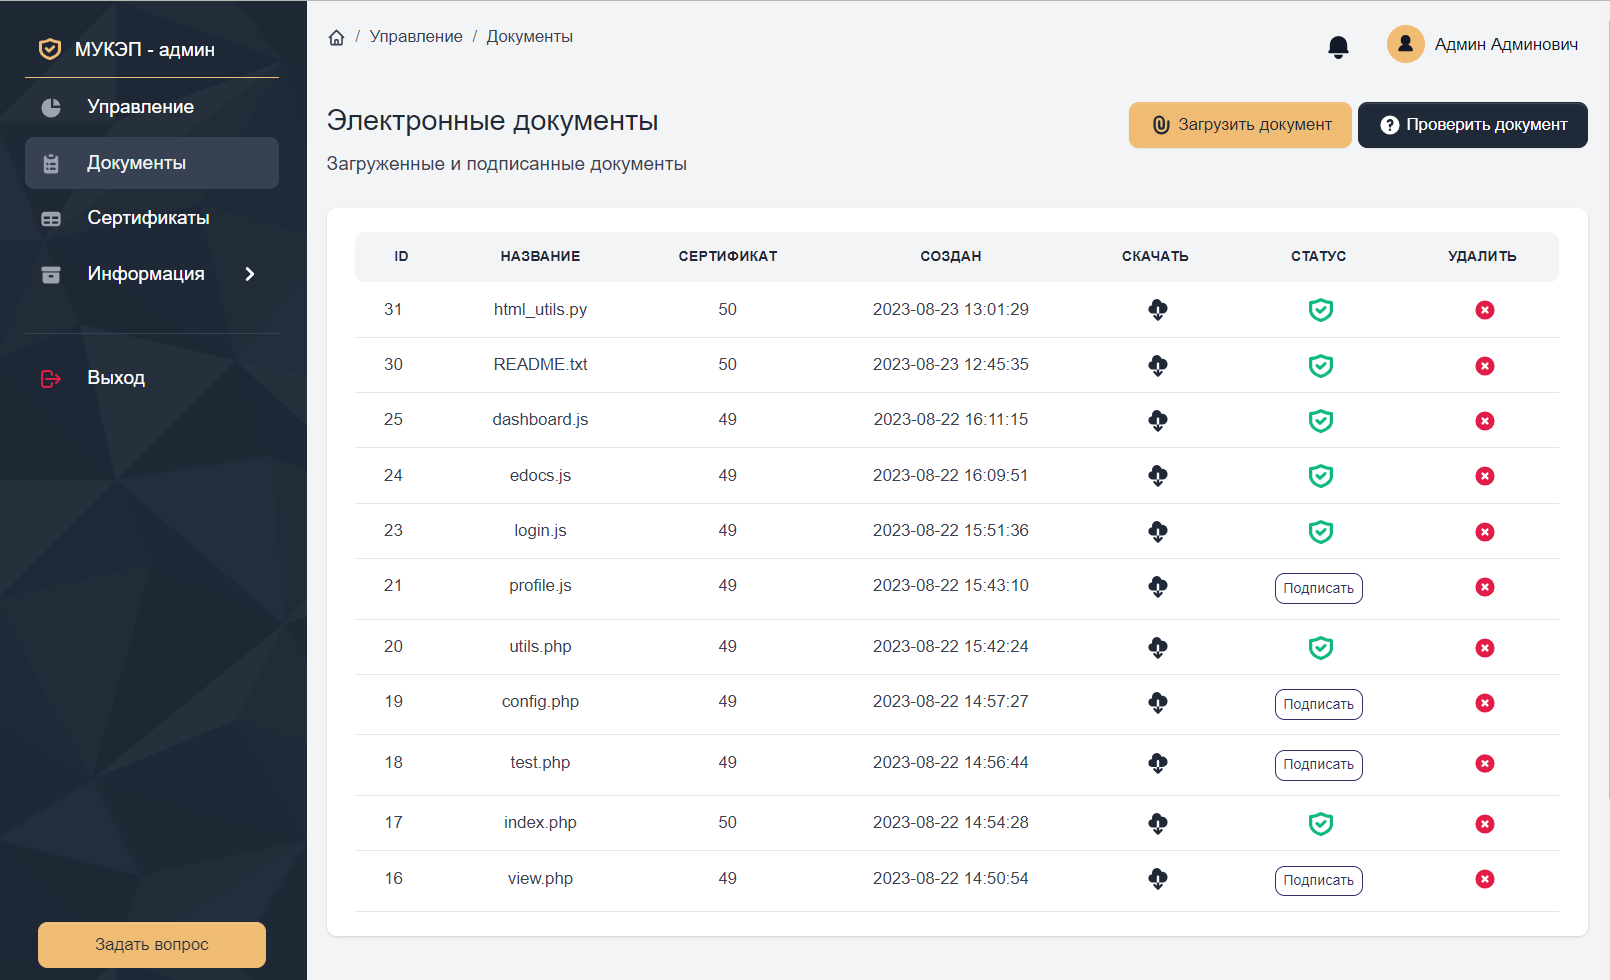 МУКЭП - админ
Управление
Документы
Сертификаты
Информация
Выход
Задать вопрос
/ Управление / Документы
Админ Админович
Электронные документы
Загруженные и подписанные документы
Загрузить документ
Проверить документ
ID НАЗВАНИЕ СЕРТИФИКАТ СОЗДАН СКАЧАТЬ СТАТУС УДАЛИТЬ
31 html_utils.py 50 2023-08-23 13:01:29
30 README.txt 50 2023-08-23 12:45:35
25 dashboard.js 49 2023-08-22 16:11:15
24 edocs.js 49 2023-08-22 16:09:51
23 login.js 49 2023-08-22 15:51:36
21 profile.js 49 2023-08-22 15:43:10 Подписать
20 utils.php 49 2023-08-22 15:42:24
19 config.php 49 2023-08-22 14:57:27 Подписать
18 test.php 49 2023-08-22 14:56:44 Подписать
17 index.php 50 2023-08-22 14:54:28
16 view.php 49 2023-08-22 14:50:54 Подписать